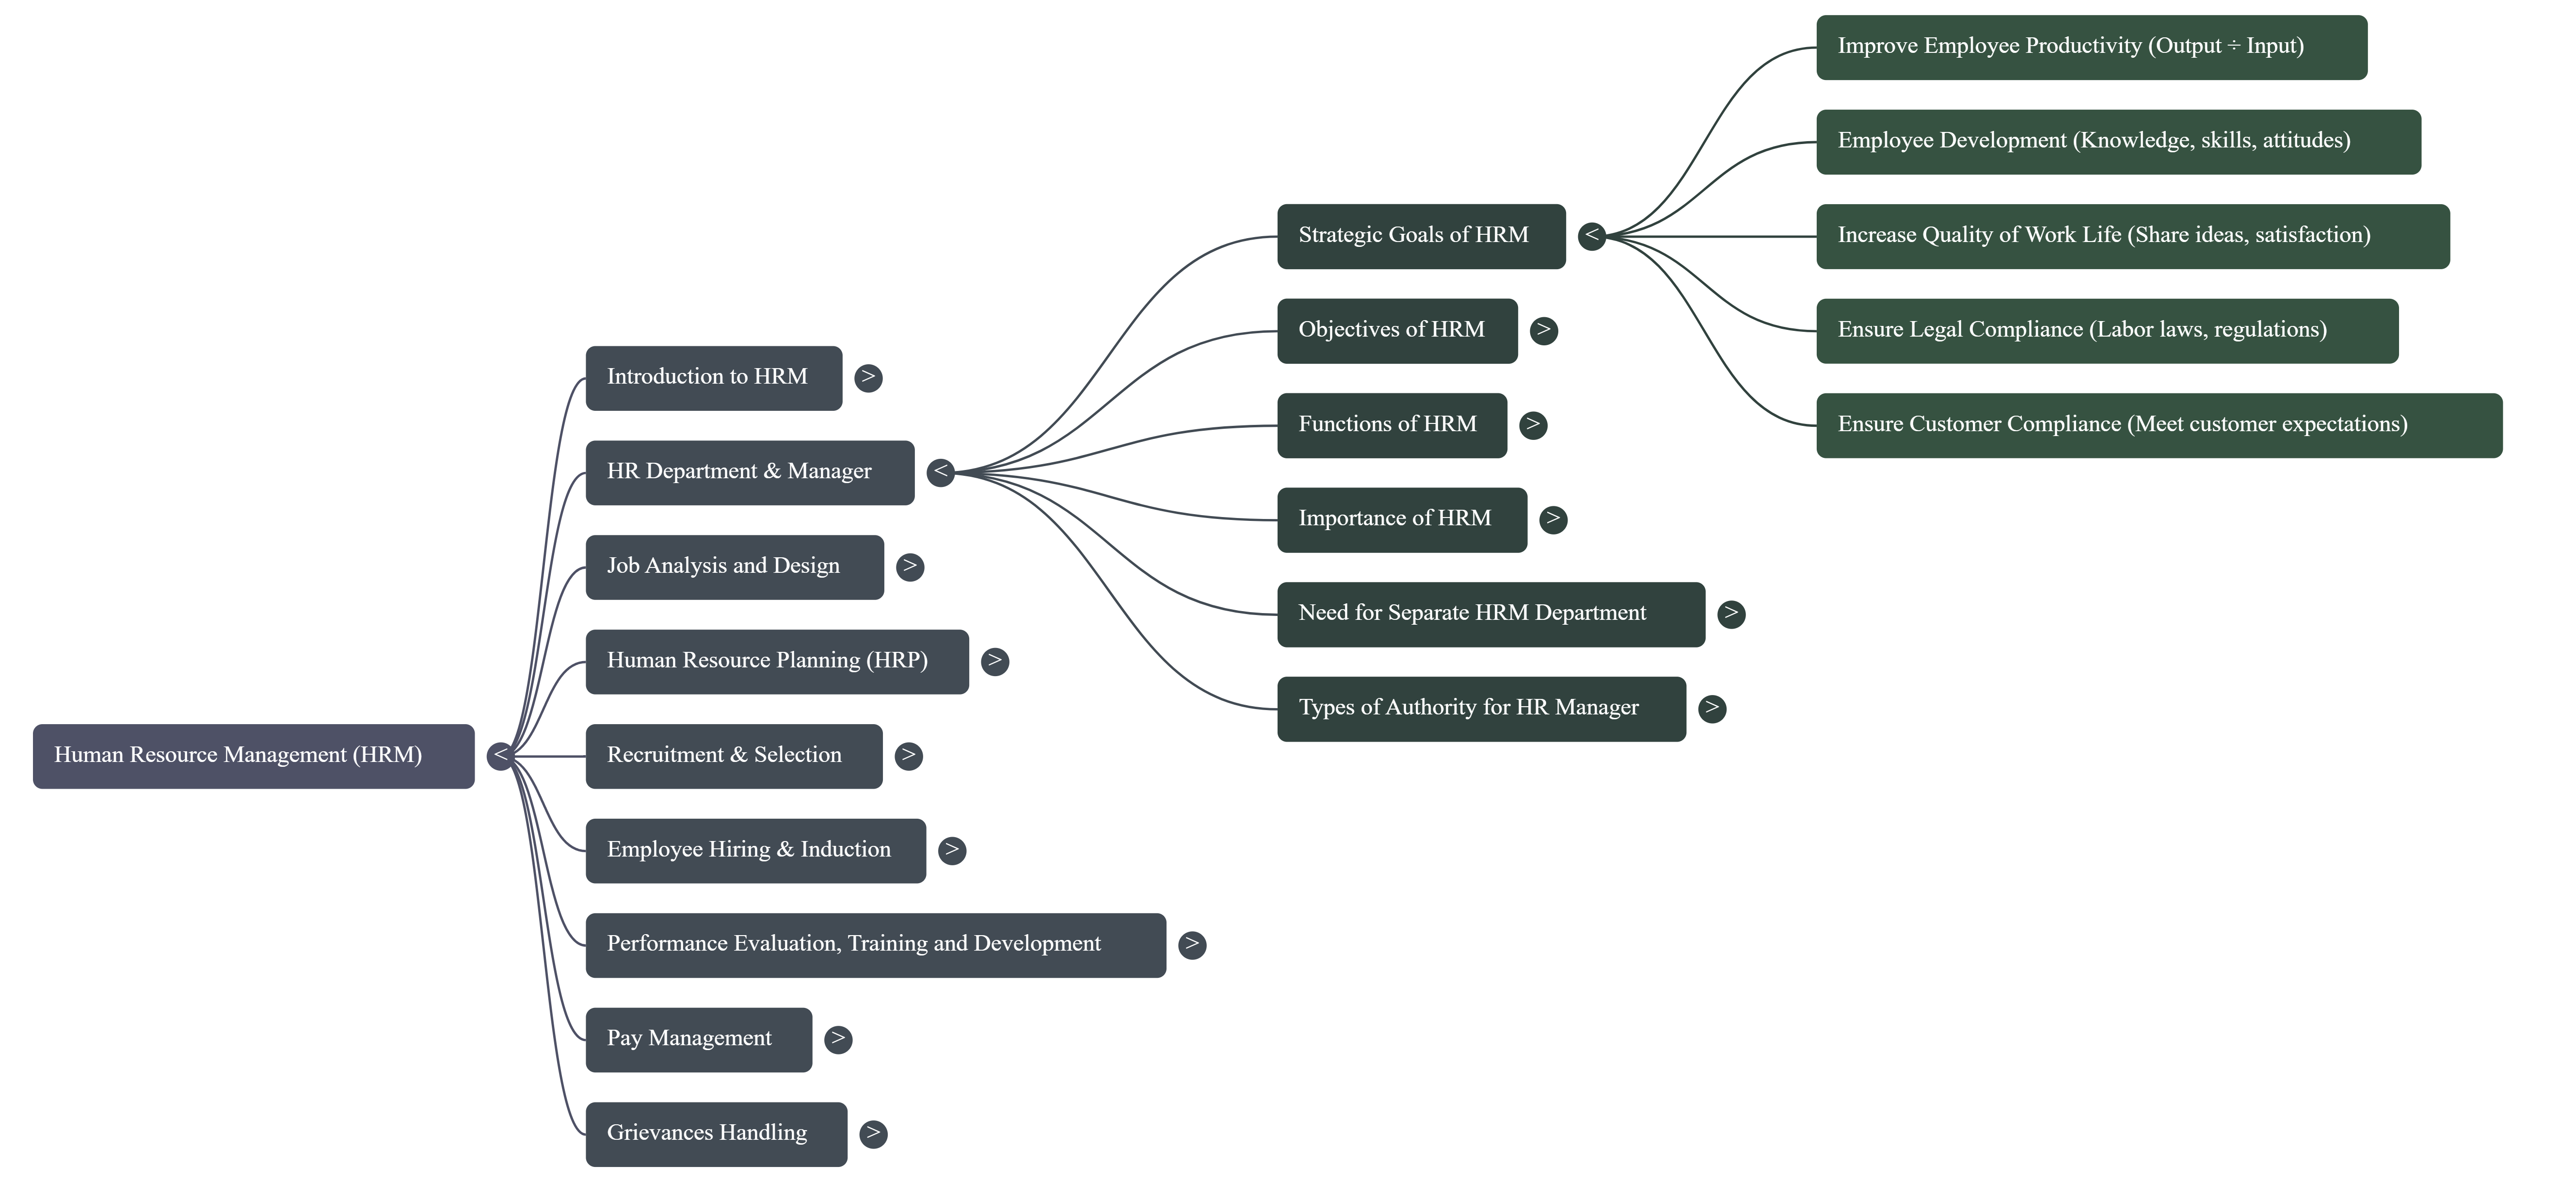 Human Resource Management (HRM)
<
Introduction to HRM
>
HR Department & Manager
<
Job Analysis and Design
>
Human Resource Planning (HRP)
>
Recruitment & Selection
>
Employee Hiring & Induction
>
Performance Evaluation, Training and Development
>
Pay Management
>
Grievances Handling
>
Strategic Goals of HRM
<
Objectives of HRM
>
Functions of HRM
>
Importance of HRM
>
Need for Separate HRM Department
>
Types of Authority for HR Manager
>
Improve Employee Productivity (Output ÷ Input)
Employee Development (Knowledge, skills, attitudes)
Increase Quality of Work Life (Share ideas, satisfaction)
Ensure Legal Compliance (Labor laws, regulations)
Ensure Customer Compliance (Meet customer expectations)